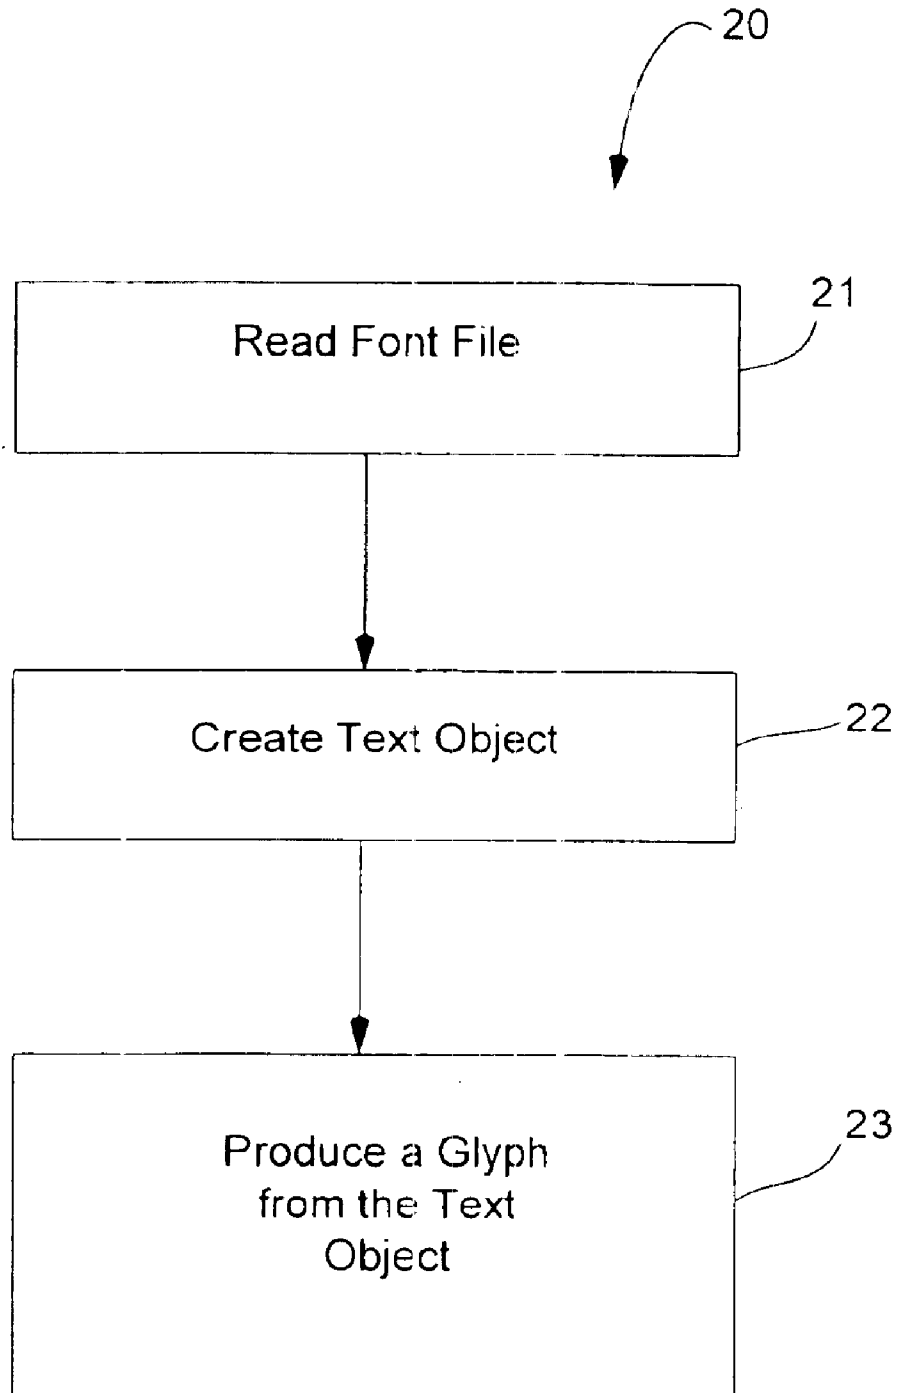 20
21
Read Font File
22
Create Text Object
23
Produce a Glyph
from the Text
Object